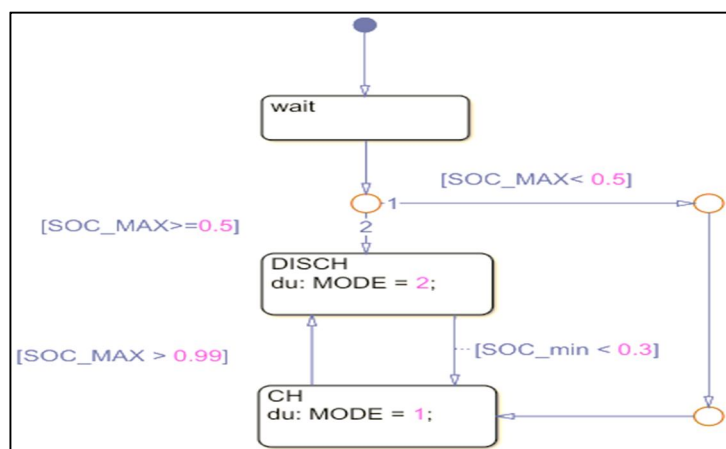 wait
[SOC_MAX< 0.5]
1
[SOC_MAX>=0.5]
2
DISCH
du: MODE = 2;
[SOC_MAX > 0.99]
[SOC_min < 0.3]
CH
du: MODE = 1;